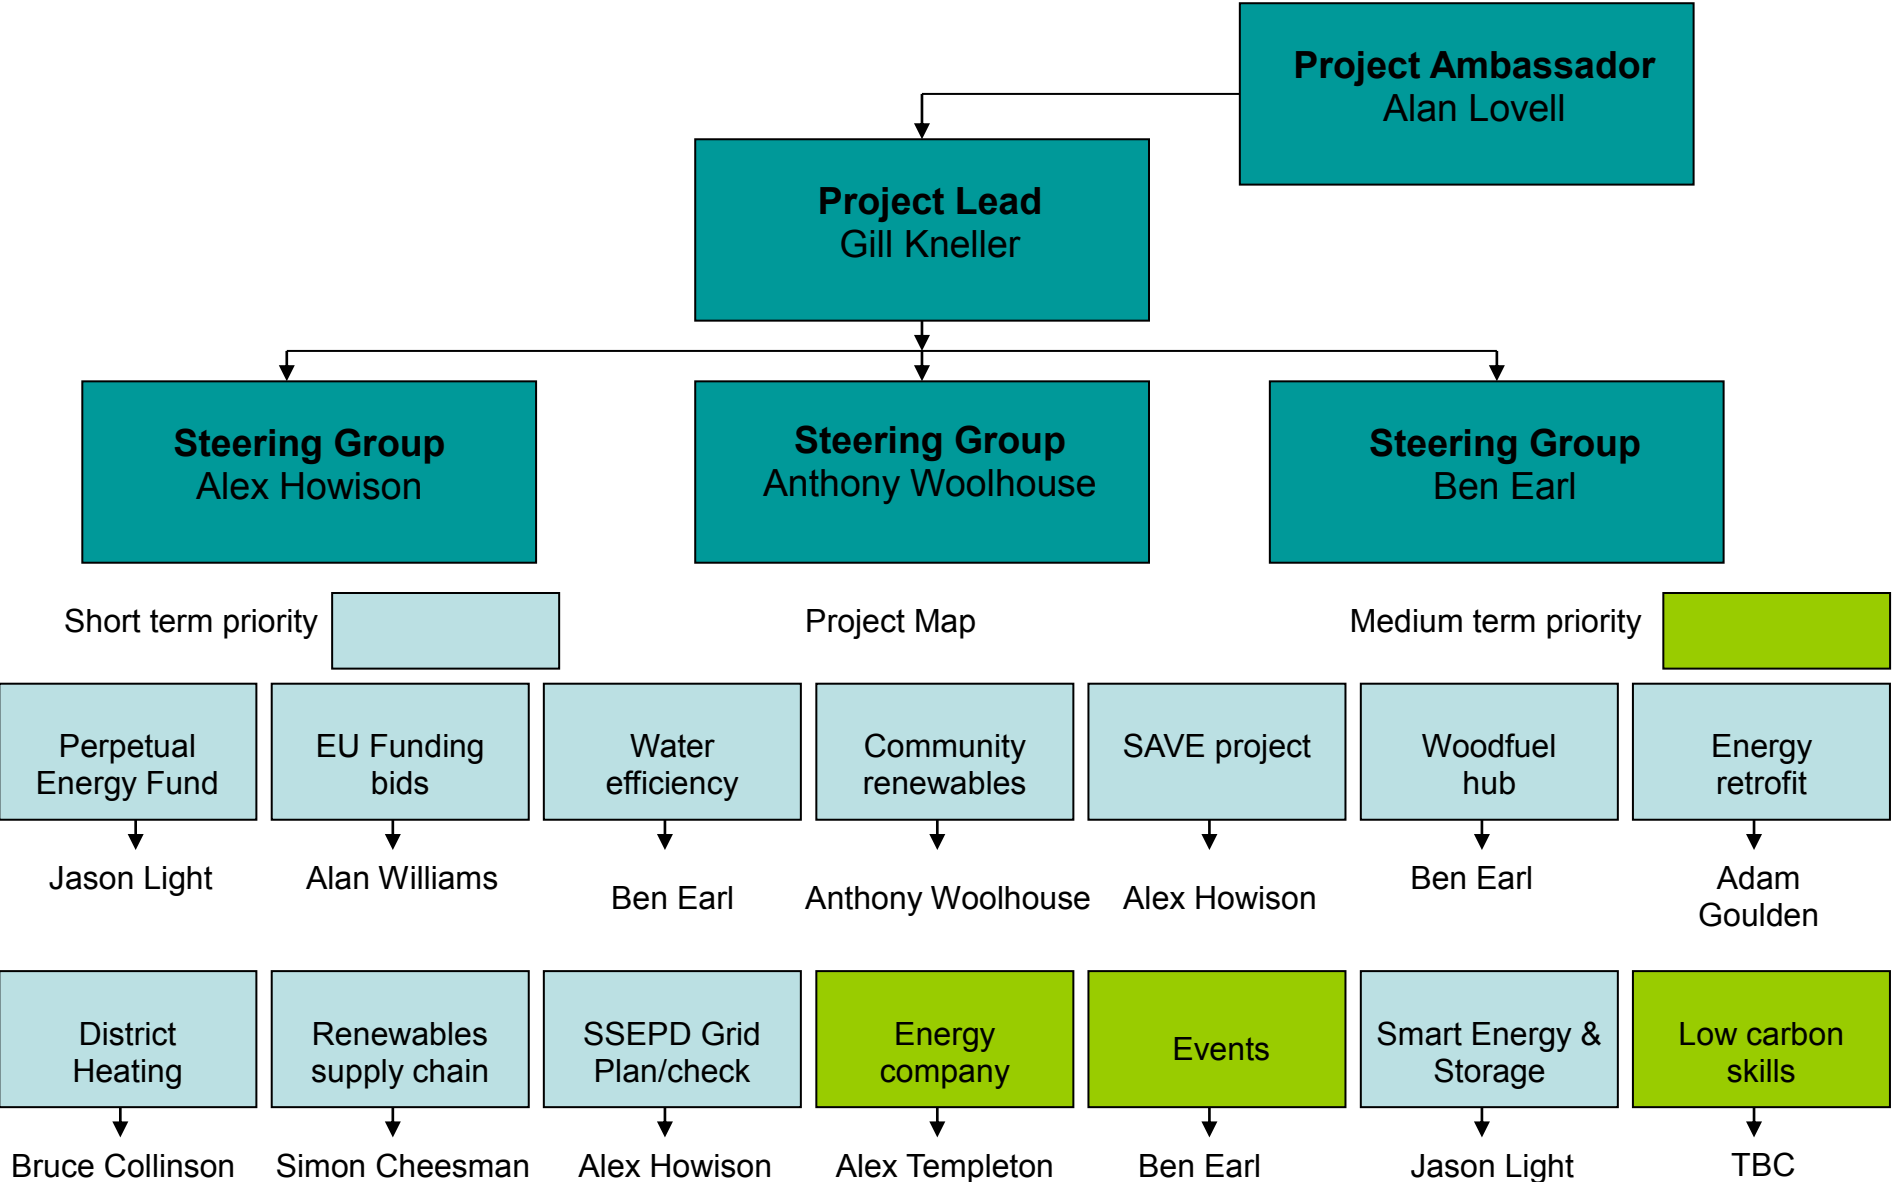 Project Ambassador
Alan Lovell
Project Lead
Gill Kneller
Steering Group
Alex Howison
Steering Group
Anthony Woolhouse
Steering Group
Ben Earl
Short term priority
Project Map
Medium term priority
Perpetual
Energy Fund
EU Funding
bids
Water
efficiency
Community
renewables
SAVE project
Woodfuel
hub
Energy
retrofit
Jason Light
Alan Williams
Ben Earl
Anthony Woolhouse
Alex Howison
Ben Earl
Adam
Goulden
District
Heating
Renewables
supply chain
SSEPD Grid
Plan/check
Energy
company
Events
Smart Energy &
Storage
Low carbon
skills
Bruce Collinson
Simon Cheesman
Alex Howison
Alex Templeton
Ben Earl
Jason Light
TBC